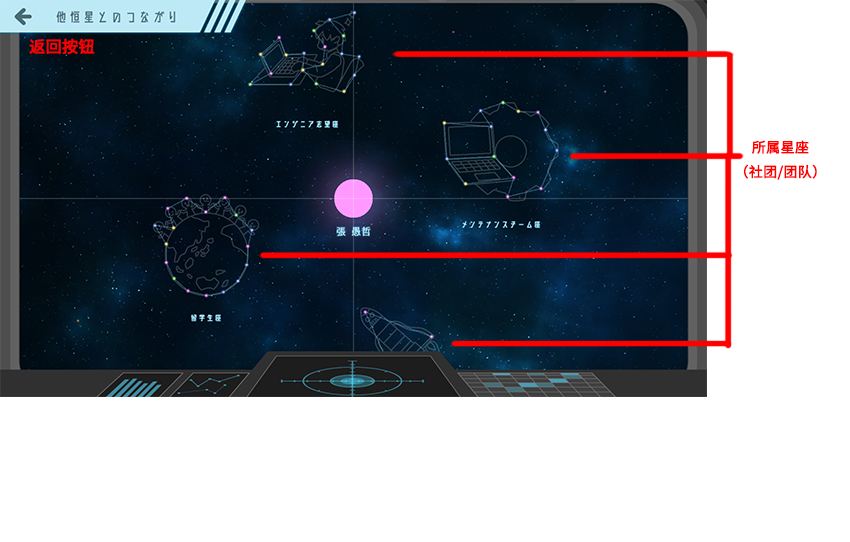 他恒星とのつながり
返回按钮
エンジニア志望座
所属星座
(社团/团队)
メンテナンスチーム座
張 愚哲
留学生座